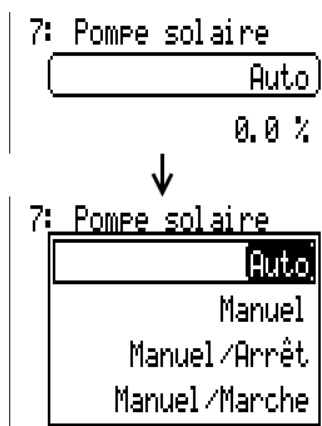 7: Pompe solaire
Auto
0.0 %
7: Pompe solaire
Auto
Manuel
Manuel/Arrêt
Manuel/Marche